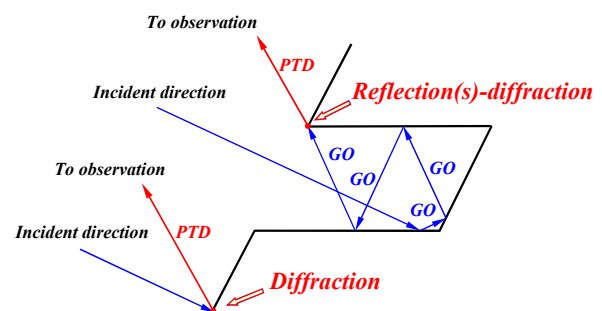 To observation
PTD
Incident direction
Reflection(s)-diffraction
GO
GO
GO
GO
To observation
PTD
Incident direction
Diffraction